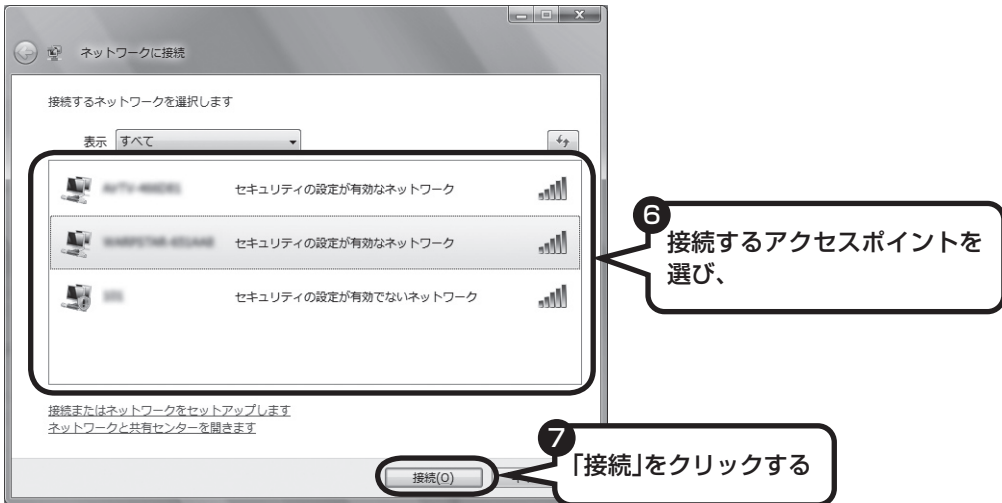 ネットワークに接続
接続するネットワークを選択します
表示 すべて
セキュリティの設定が有効なネットワーク
セキュリティの設定が有効なネットワーク
セキュリティの設定が有効でないネットワーク
6
接続するアクセスポイントを
選び、
接続またはネットワークをセットアップします
ネットワークと共有センターを開きます
7
「接続」をクリックする
接続(O)